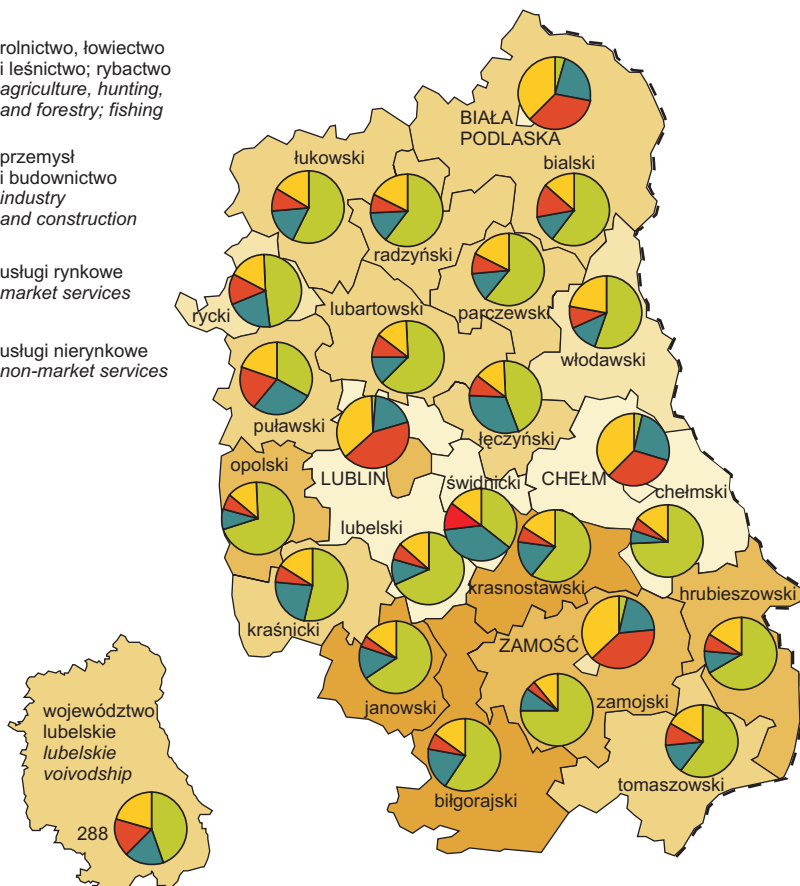 rolnictwo, łowiectwo
i leśnictwo; rybactwo
agriculture, hunting,
and forestry; fishing
przemysł
i budownictwo
industry
and construction
usługi rynkowe
market services
usługi nierynkowe
non-market services
BIAŁA
PODLASKA
łukowski
bialski
radzyński
rycki
lubartowski
parczewski
włodawski
puławski
łęczyński
opolski
LUBLIN
świdnicki
CHEŁM
chełmski
lubelski
krasnostawski
hrubieszowski
kraśnicki
ZAMOŚĆ
janowski
zamojski
biłgorajski
tomaszowski
województwo
lubelskie
lubelskie
voivodship
288